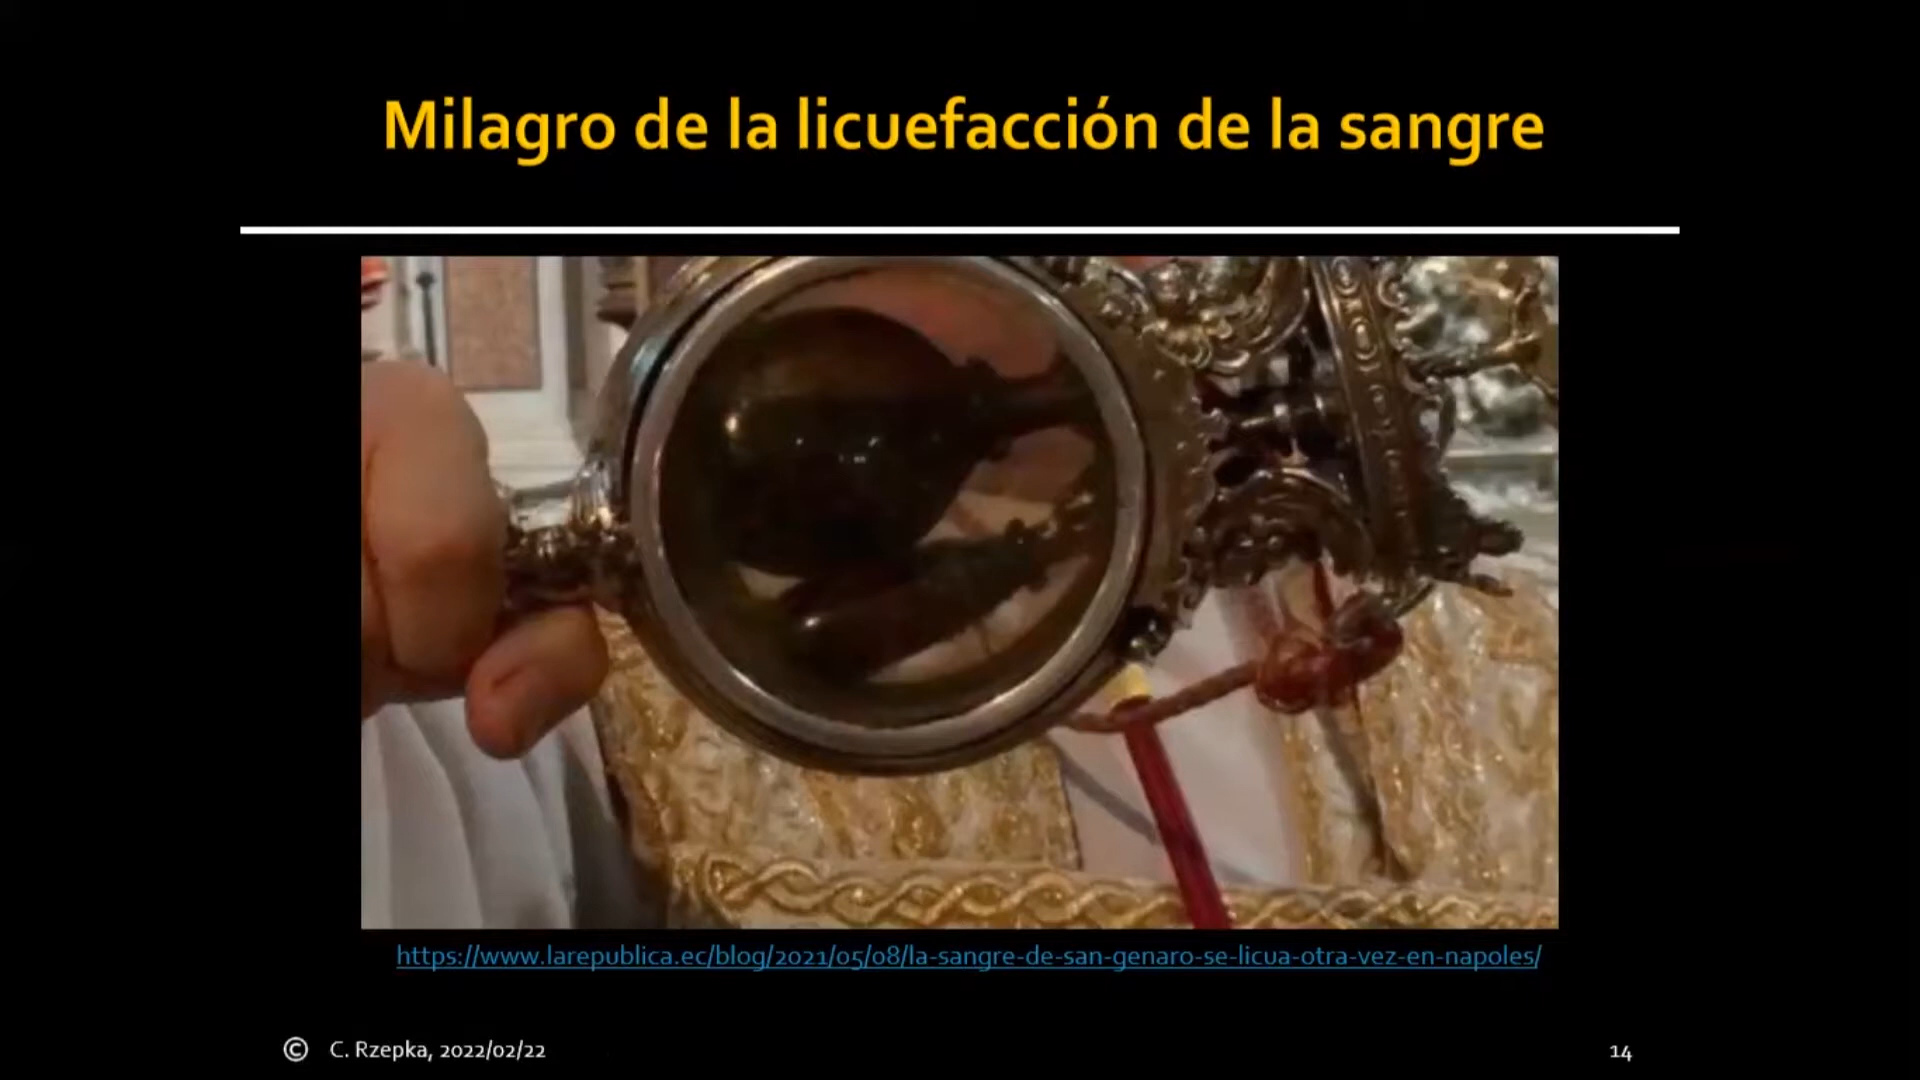 Milagro de la licuefacción de la sangre
https://www.larepublica.ec/blog/2021/05/08/la-sangre-de-san-genaro-se-licua-otra-vez-en-napoles/
© C. Rzepka, 2022/02/22
14